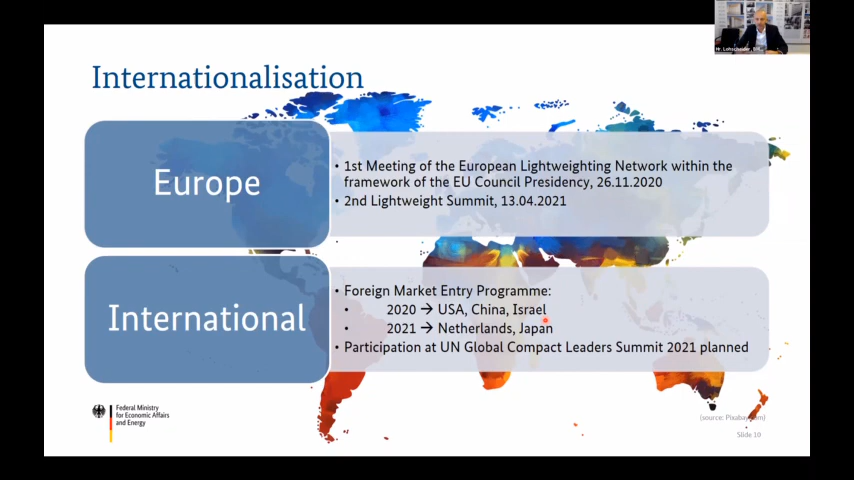 Internationalisation
Europe
• 1st Meeting of the European Lightweighting Network within the
framework of the EU Council Presidency, 26.11.2020
• 2nd Lightweight Summit, 13.04.2021
International
• Foreign Market Entry Programme:
• 2020 → USA, China, Israel
• 2021 → Netherlands, Japan
• Participation at UN Global Compact Leaders Summit 2021 planned
Federal Ministry
for Economic Affairs
and Energy
(source: Pixabay.com)
Slide 10